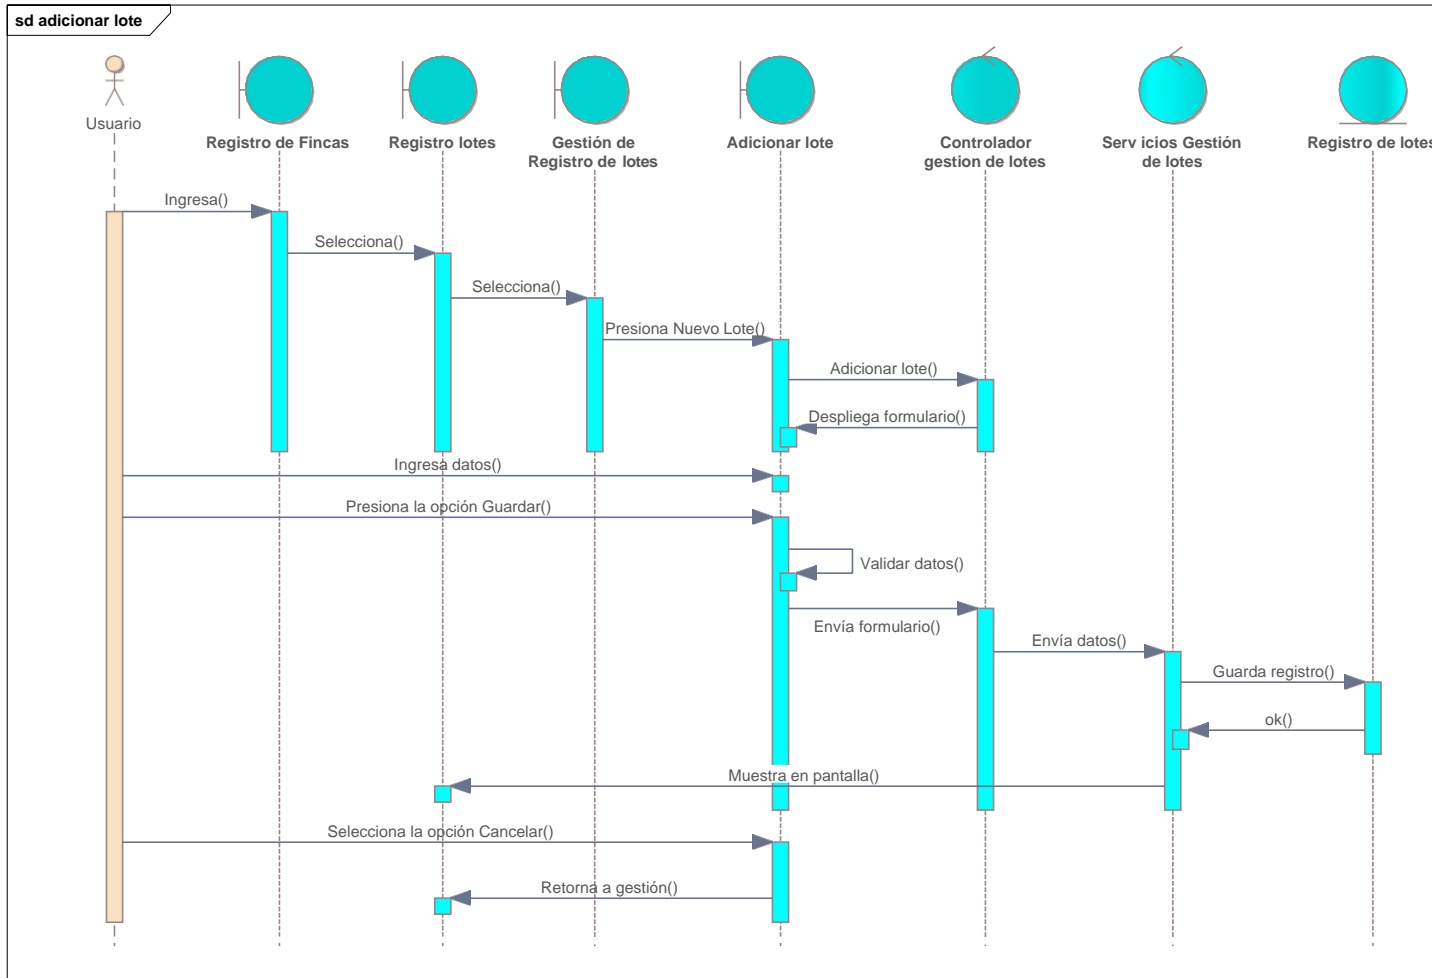 sd adicionar lote
Usuario
Registro de Fincas
Registro lotes
Gestión de
Registro de lotes
Adicionar lote
Controlador
gestion de lotes
Serv icios Gestión
de lotes
Registro de lotes
Ingresa()
Selecciona()
Selecciona()
Presiona Nuevo Lote()
Adicionar lote()
Despliega formulario()
Ingresa datos()
Presiona la opción Guardar()
Validar datos()
Envía formulario()
Envía datos()
Guarda registro()
ok()
Muestra en pantalla()
Selecciona la opción Cancelar()
Retorna a gestión()